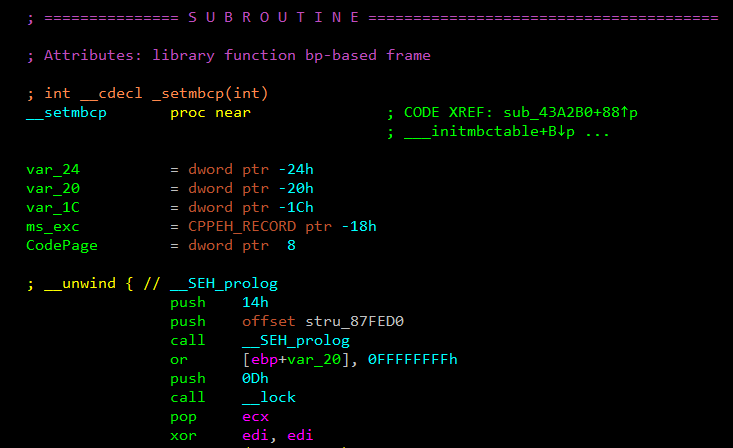 ; =============== S U B R O U T I N E =======================================
; Attributes: library function bp-based frame
; int __cdecl _setmbcp(int)
__setmbcp proc near ; CODE XREF: sub_43A2B0+88↑p
; ___initmbctable+B↓p ...
var_24 = dword ptr -24h
var_20 = dword ptr -20h
var_1C = dword ptr -1Ch
ms_exc = CPPEH_RECORD ptr -18h
CodePage = dword ptr 8
; __unwind { // __SEH_prolog
push 14h
push offset stru_87FED0
call __SEH_prolog
or [ebp+var_20], 0FFFFFFFFh
push 0Dh
call __lock
pop ecx
xor edi, edi